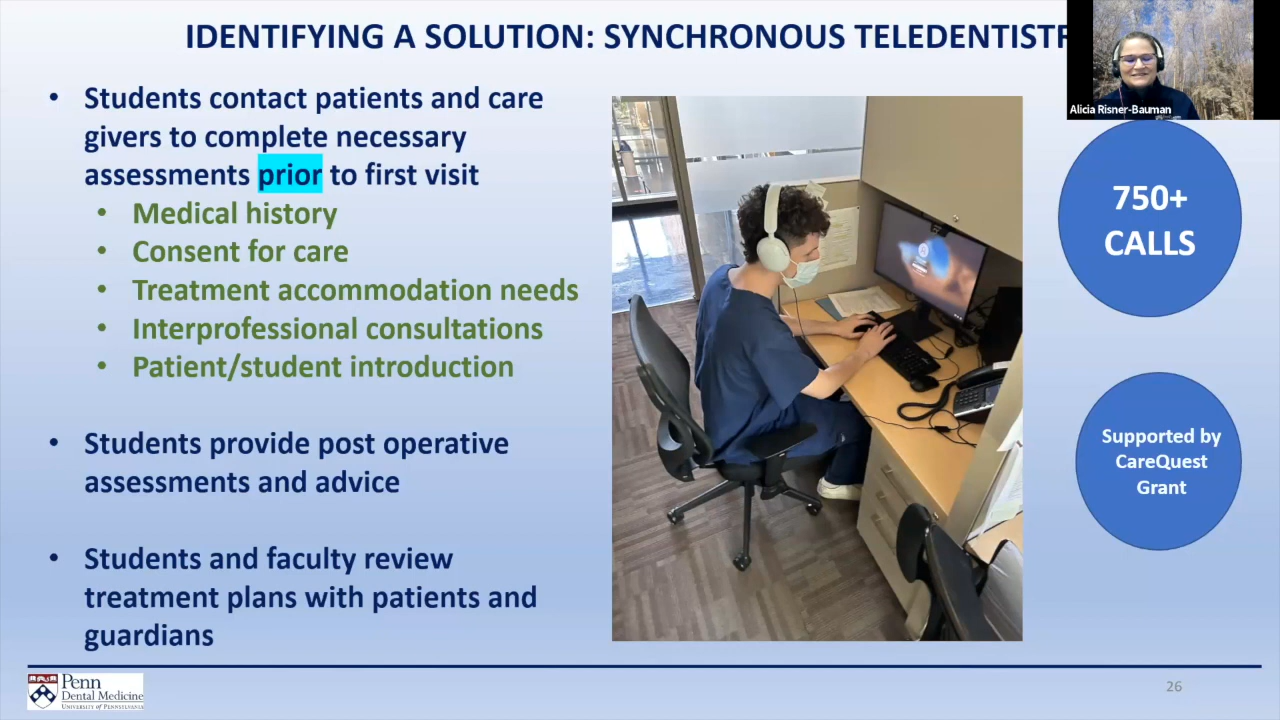 IDENTIFYING A SOLUTION: SYNCHRONOUS TELEDENTISTR
Alicia Risner-Bauman
• Students contact patients and care
givers to complete necessary
assessments prior to first visit
• Medical history
• Consent for care
• Treatment accommodation needs
• Interprofessional consultations
• Patient/student introduction
• Students provide post operative
assessments and advice
• Students and faculty review
treatment plans with patients and
guardians
750+
CALLS
Supported by
CareQuest
Grant
Penn
Dental Medicine
UNIVERSITY OF PENNSYLVANIA
26